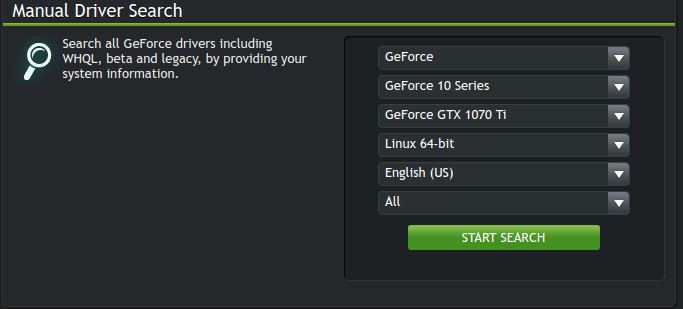 Manual Driver Search
Search all GeForce drivers including
WHQL, beta and legacy, by providing your
system information.
GeForce
GeForce 10 Series
GeForce GTX 1070 Ti
Linux 64-bit
English (US)
All
START SEARCH